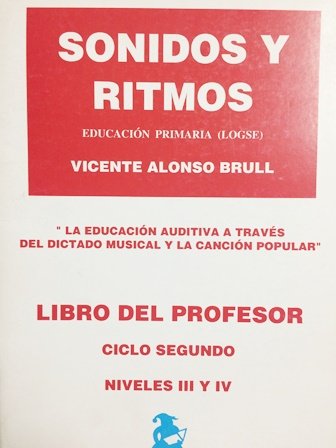 SONIDOS Y
RITMOS
EDUCACIÓN PRIMARIA (LOGSE)
VICENTE ALONSO BRULL
" LA EDUCACIÓN AUDITIVA A TRAVÉS
DEL DICTADO MUSICAL Y LA CANCIÓN POPULAR"
LIBRO DEL PROFESOR
CICLO SEGUNDO
NIVELES III Y IV